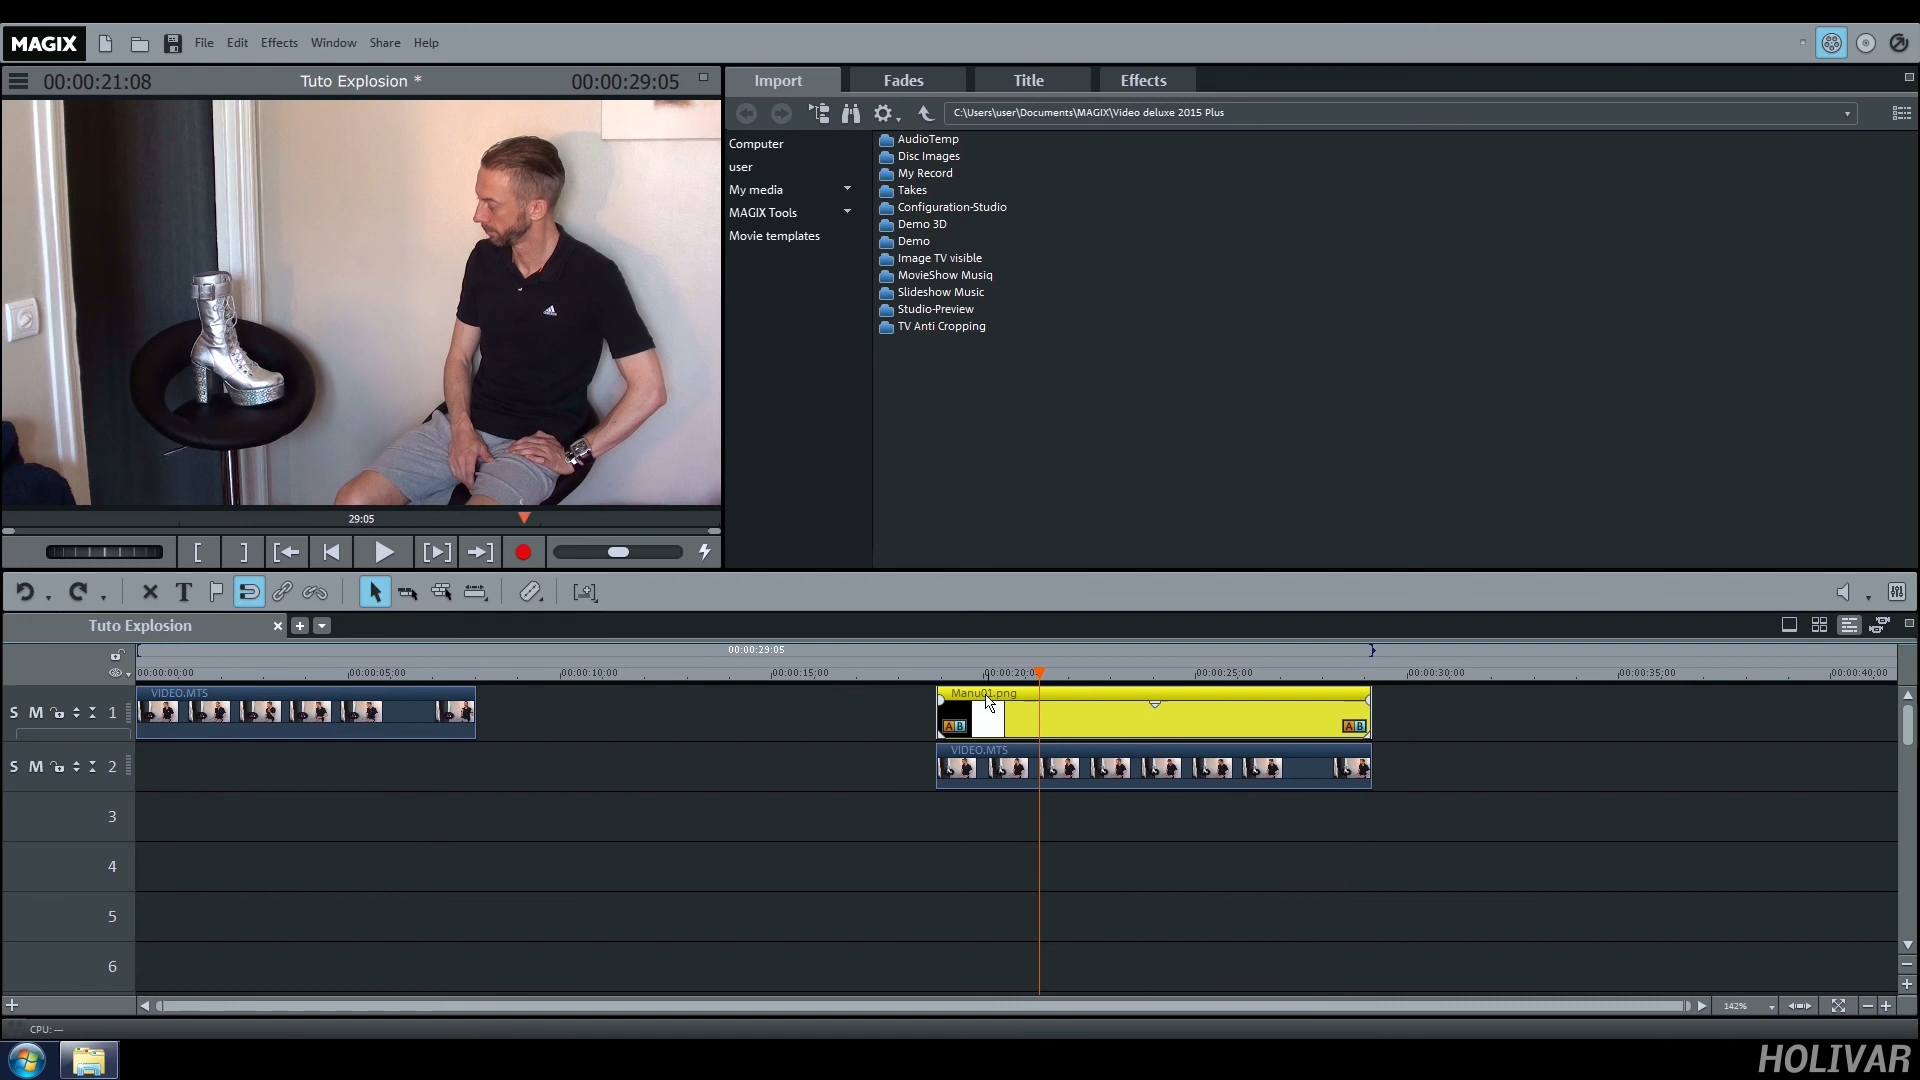 MAGIX File Edit Effects Window Share Help
00:00:21:08 Tuto Explosion * 00:00:29:05
Import Fades Title Effects
C:\Users\user\Documents\MAGIX\Video deluxe 2015 Plus
Computer
user
My media
MAGIX Tools
Movie templates
AudioTemp
Disc Images
My Record
Takes
Configuration-Studio
Demo 3D
Demo
Image TV visible
MovieShow Musiq
Slideshow Music
Studio-Preview
TV Anti Cropping
adidas
29:05
Tuto Explosion
00:00:29:05
00:00:00:00 00:00:05:00 00:00:10:00 00:00:15:00 00:00:20:0 00:00:25:00 00:00:30:00 00:00:35:00 00:00:40:00
S M 1 VIDEO.MTS Manu01.png
A B A B
S M 2 VIDEO.MTS
3
4
5
6
142%
CPU: —
HOLIVAR